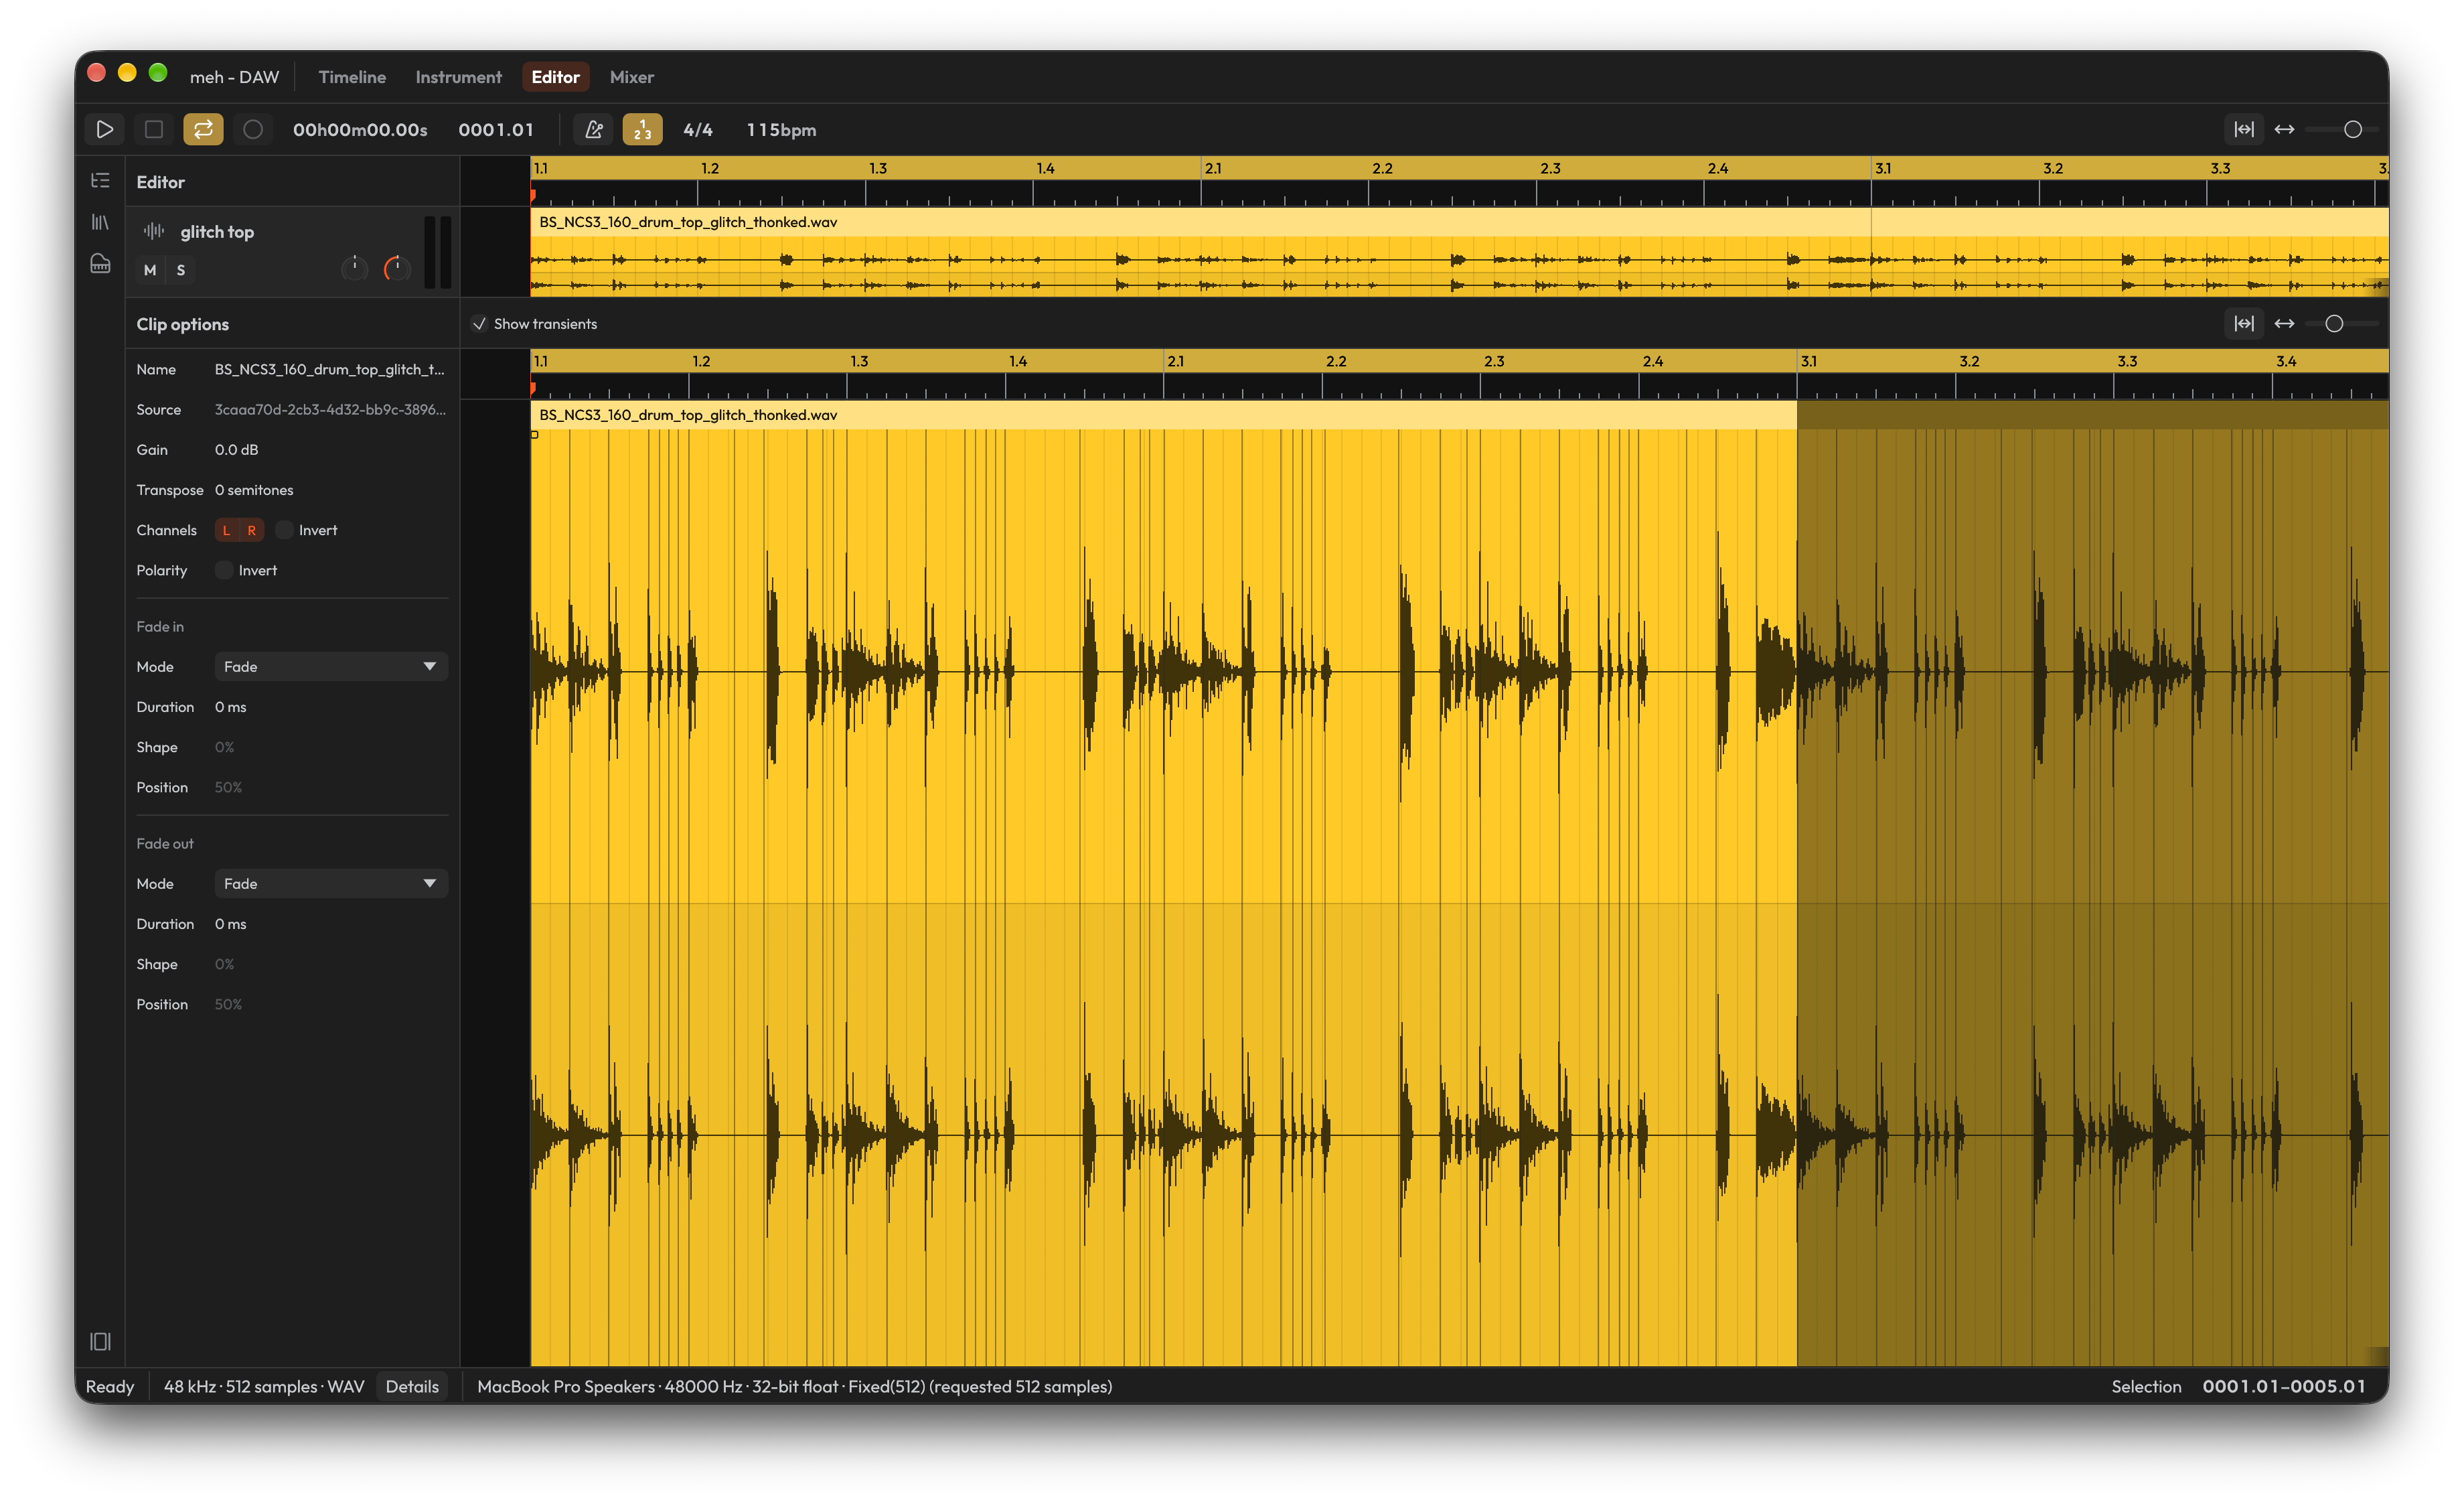 meh - DAW Timeline Instrument Editor Mixer
00h00m00.00s 0001.01 1 2 3 4/4 115bpm
Editor
1.1 1.2 1.3 1.4 2.1 2.2 2.3 2.4 3.1 3.2 3.3 3.
glitch top
M S
BS_NCS3_160_drum_top_glitch_thonked.wav
Clip options
Show transients
Name BS_NCS3_160_drum_top_glitch_t...
Source 3caaa70d-2cb3-4d32-bb9c-3896...
Gain 0.0 dB
Transpose 0 semitones
Channels L R Invert
Polarity Invert
Fade in
Mode Fade
Duration 0 ms
Shape 0%
Position 50%
Fade out
Mode Fade
Duration 0 ms
Shape 0%
Position 50%
1.1 1.2 1.3 1.4 2.1 2.2 2.3 2.4 3.1 3.2 3.3 3.4
BS_NCS3_160_drum_top_glitch_thonked.wav
Ready 48 kHz · 512 samples · WAV Details MacBook Pro Speakers · 48000 Hz · 32-bit float · Fixed(512) (requested 512 samples) Selection 0001.01–0005.01